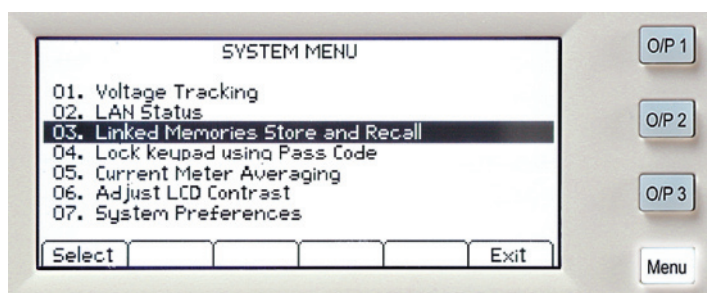 SYSTEM MENU
01. Voltage Tracking
02. LAN Status
03. Linked Memories Store and Recall
04. Lock Keypad using Pass Code
05. Current Meter Averaging
06. Adjust LCD Contrast
07. System Preferences
Select
Exit
O/P 1
O/P 2
O/P 3
Menu